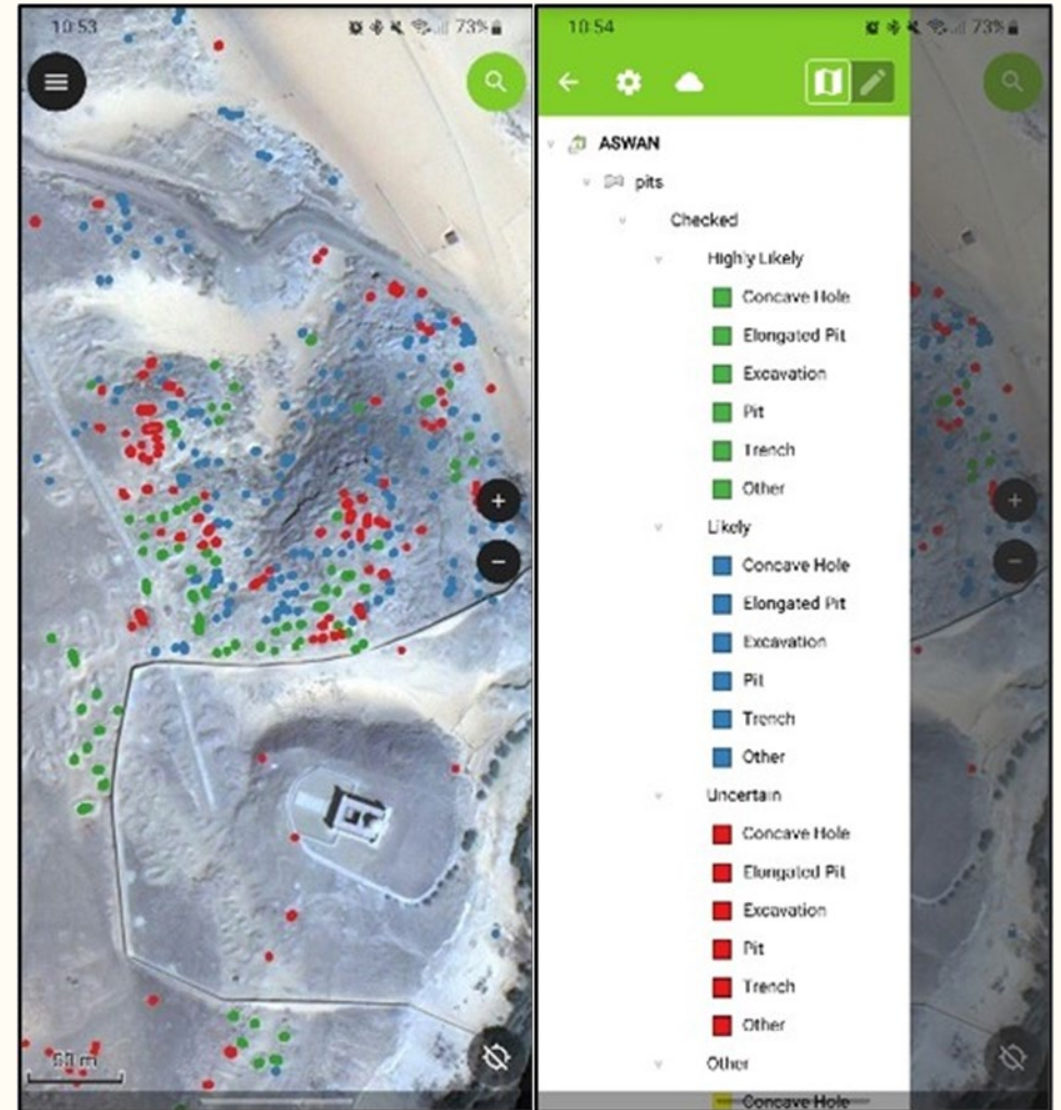 10:53
73%
50 m
10:54
73%
ASWAN
pits
Checked
Highly Likely
Concave Hole
Elongated Pit
Excavation
Pit
Trench
Other
Likely
Concave Hole
Elongated Pit
Excavation
Pit
Trench
Other
Uncertain
Concave Hole
Elongated Pit
Excavation
Pit
Trench
Other
Other
Concave Hole